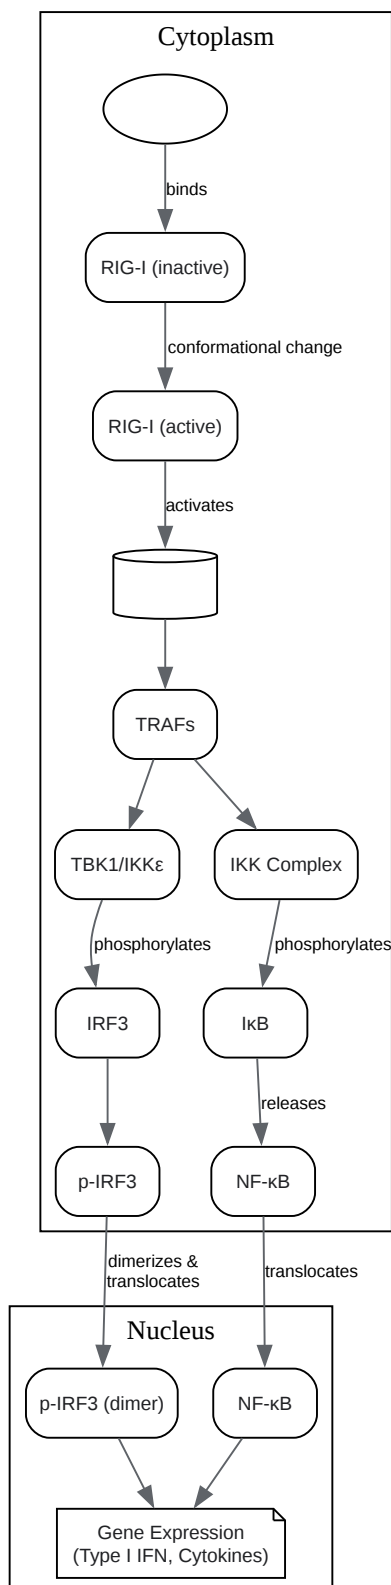 Cytoplasm
binds
RIG-I (inactive)
conformational change
RIG-I (active)
activates
TRAFs
TBK1/IKKε
IKK Complex
phosphorylates
phosphorylates
IRF3
IκB
releases
p-IRF3
NF-κB
dimerizes &
translocates
translocates
Nucleus
p-IRF3 (dimer)
NF-κB
Gene Expression
(Type I IFN, Cytokines)